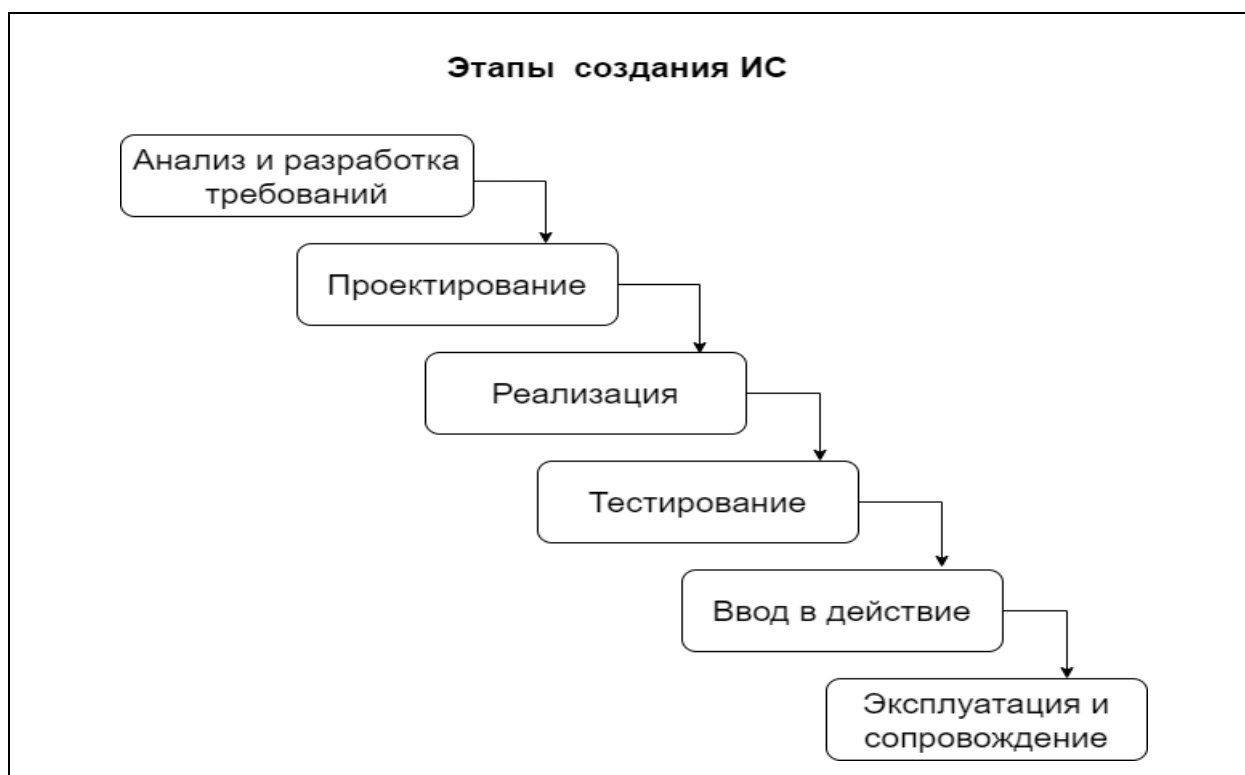 Этапы создания ИС
Анализ и разработка
требований
Проектирование
Реализация
Тестирование
Ввод в действие
Эксплуатация и
сопровождение